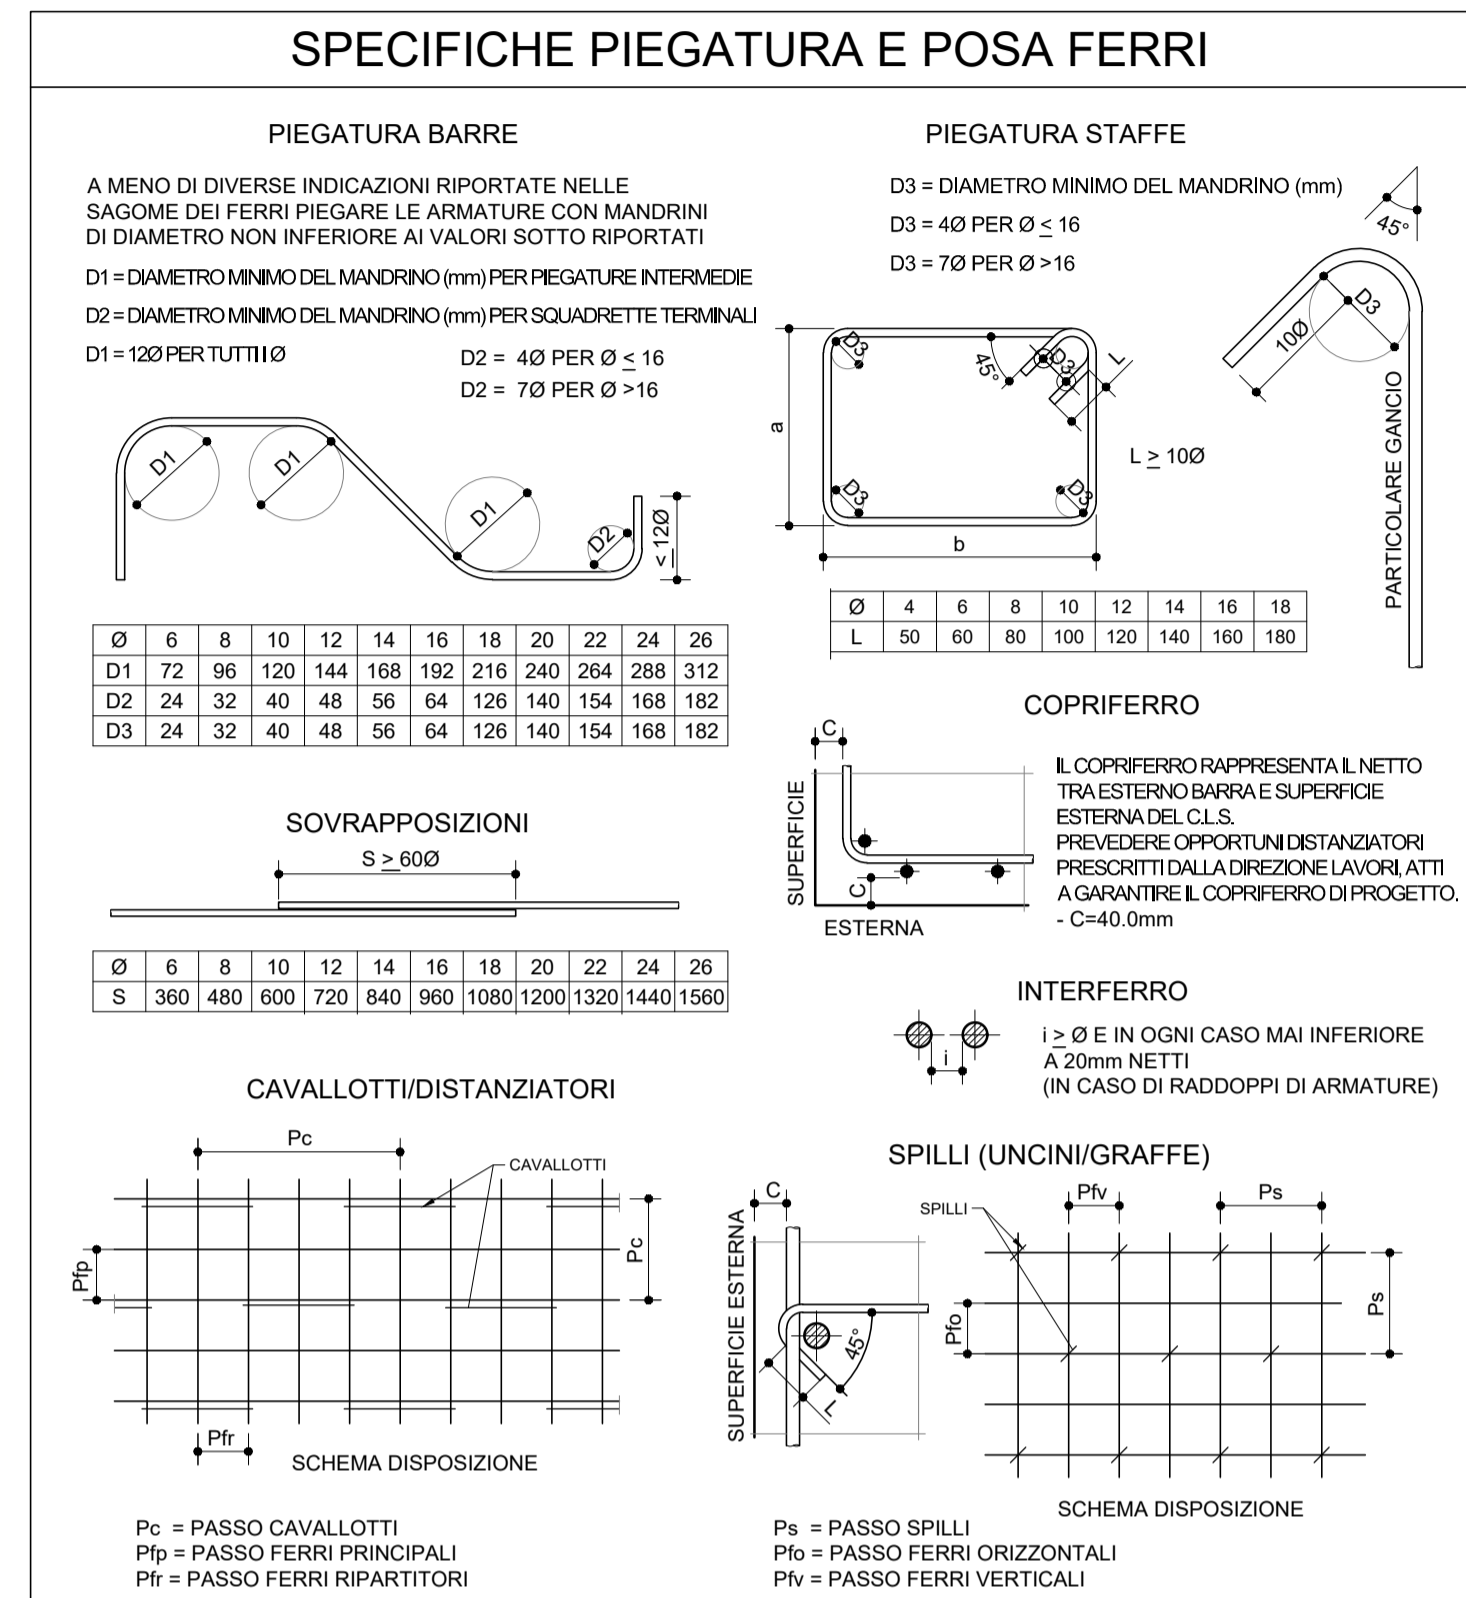 SPECIFICHE PIEGATURA E POSA FERRI
PIEGATURA BARRE
A MENO DI DIVERSE INDICAZIONI RIPORTATE NELLE
SAGOME DEI FERRI PIEGARE LE ARMATURE CON MANDRINI
DI DIAMETRO NON INFERIORE AI VALORI SOTTO RIPORTATI
D1 = DIAMETRO MINIMO DEL MANDRINO (mm) PER PIEGATURE INTERMEDIE
D2 = DIAMETRO MINIMO DEL MANDRINO (mm) PER SQUADRETTE TERMINALI
D1 = 12Ø PER TUTTI I Ø
D2 = 4Ø PER Ø ≤ 16
D2 = 7Ø PER Ø >16
D1
D1
D1
D2
≤ 12Ø
Ø 6 8 10 12 14 16 18 20 22 24 26
D1 72 96 120 144 168 192 216 240 264 288 312
D2 24 32 40 48 56 64 126 140 154 168 182
D3 24 32 40 48 56 64 126 140 154 168 182
SOVRAPPOSIZIONI
S ≥ 60Ø
Ø 6 8 10 12 14 16 18 20 22 24 26
S 360 480 600 720 840 960 1080 1200 1320 1440 1560
CAVALLOTTI/DISTANZIATORI
Pc
CAVALLOTTI
Pc
Pfp
Pfr
SCHEMA DISPOSIZIONE
Pc = PASSO CAVALLOTTI
Pfp = PASSO FERRI PRINCIPALI
Pfr = PASSO FERRI RIPARTITORI
PIEGATURA STAFFE
D3 = DIAMETRO MINIMO DEL MANDRINO (mm)
D3 = 4Ø PER Ø ≤ 16
D3 = 7Ø PER Ø >16
45°
D3
10Ø
PARTICOLARE GANCIO
D3
45°
D3
L
a
L ≥ 10Ø
D3
D3
b
Ø 4 6 8 10 12 14 16 18
L 50 60 80 100 120 140 160 180
COPRIFERRO
C
SUPERFICIE
C
ESTERNA
IL COPRIFERRO RAPPRESENTA IL NETTO
TRA ESTERNO BARRA E SUPERFICIE
ESTERNA DEL C.L.S.
PREVEDERE OPPORTUNI DISTANZIATORI
PRESCRITTI DALLA DIREZIONE LAVORI, ATTI
A GARANTIRE IL COPRIFERRO DI PROGETTO.
- C=40.0mm
INTERFERRO
i
i ≥ Ø E IN OGNI CASO MAI INFERIORE
A 20mm NETTI
(IN CASO DI RADDOPPI DI ARMATURE)
SPILLI (UNCINI/GRAFFE)
C
SUPERFICIE ESTERNA
45°
L
SPILLI
Pfv
Ps
Ps
Pfo
SCHEMA DISPOSIZIONE
Ps = PASSO SPILLI
Pfo = PASSO FERRI ORIZZONTALI
Pfv = PASSO FERRI VERTICALI